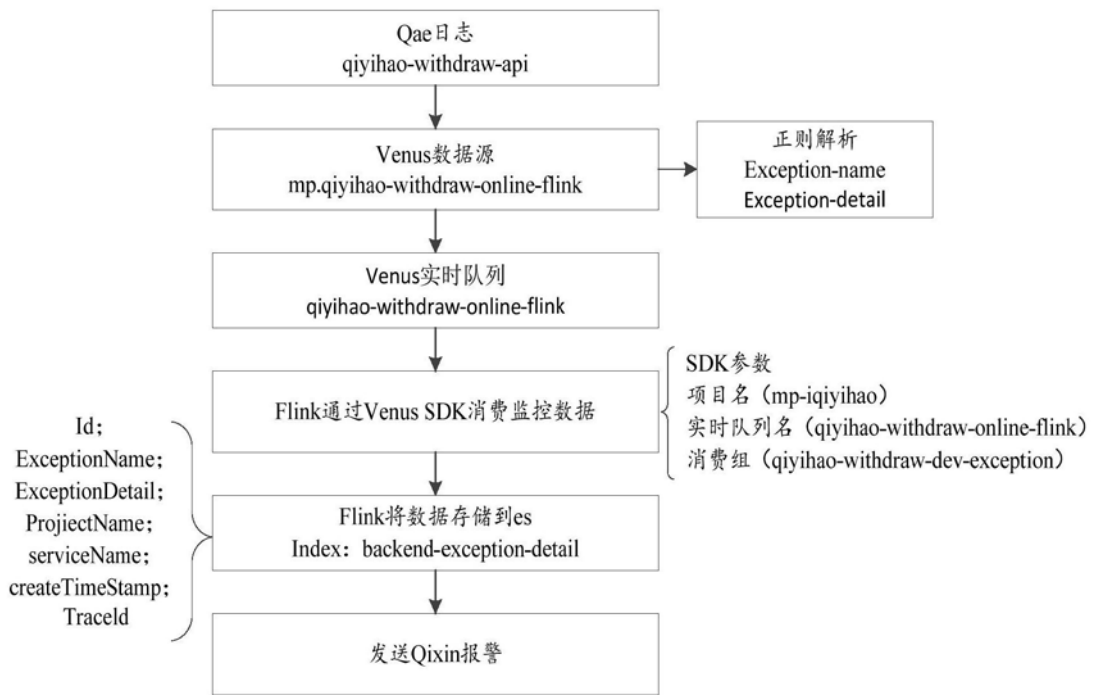 Qae日志
qiyihao-withdraw-api
Venus数据源
mp.qiyihao-withdraw-online-flink
正则解析
Exception-name
Exception-detail
Venus实时队列
qiyihao-withdraw-online-flink
Flink通过Venus SDK消费监控数据
SDK参数
项目名（mp-iqiyihao）
实时队列名（qiyihao-withdraw-online-flink）
消费组（qiyihao-withdraw-dev-exception）
Id；
ExceptionName；
ExceptionDetail；
ProjiectName；
serviceName；
createTimeStamp；
TraceId
Flink将数据存储到es
Index：backend-exception-detail
发送Qixin报警